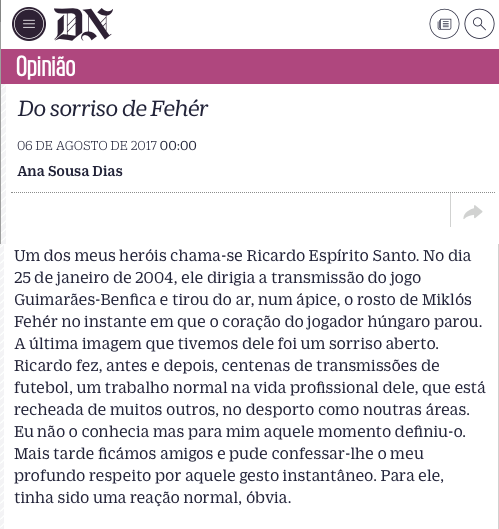 DN
Opinião
Do sorriso de Fehér
06 DE AGOSTO DE 2017 00:00
Ana Sousa Dias
Um dos meus heróis chama-se Ricardo Espírito Santo. No dia
25 de janeiro de 2004, ele dirigia a transmissão do jogo
Guimarães-Benfica e tirou do ar, num ápice, o rosto de Miklós
Fehér no instante em que o coração do jogador húngaro parou.
A última imagem que tivemos dele foi um sorriso aberto.
Ricardo fez, antes e depois, centenas de transmissões de
futebol, um trabalho normal na vida profissional dele, que está
recheada de muitos outros, no desporto como noutras áreas.
Eu não o conhecia mas para mim aquele momento definiu-o.
Mais tarde ficámos amigos e pude confessar-lhe o meu
profundo respeito por aquele gesto instantâneo. Para ele,
tinha sido uma reação normal, óbvia.